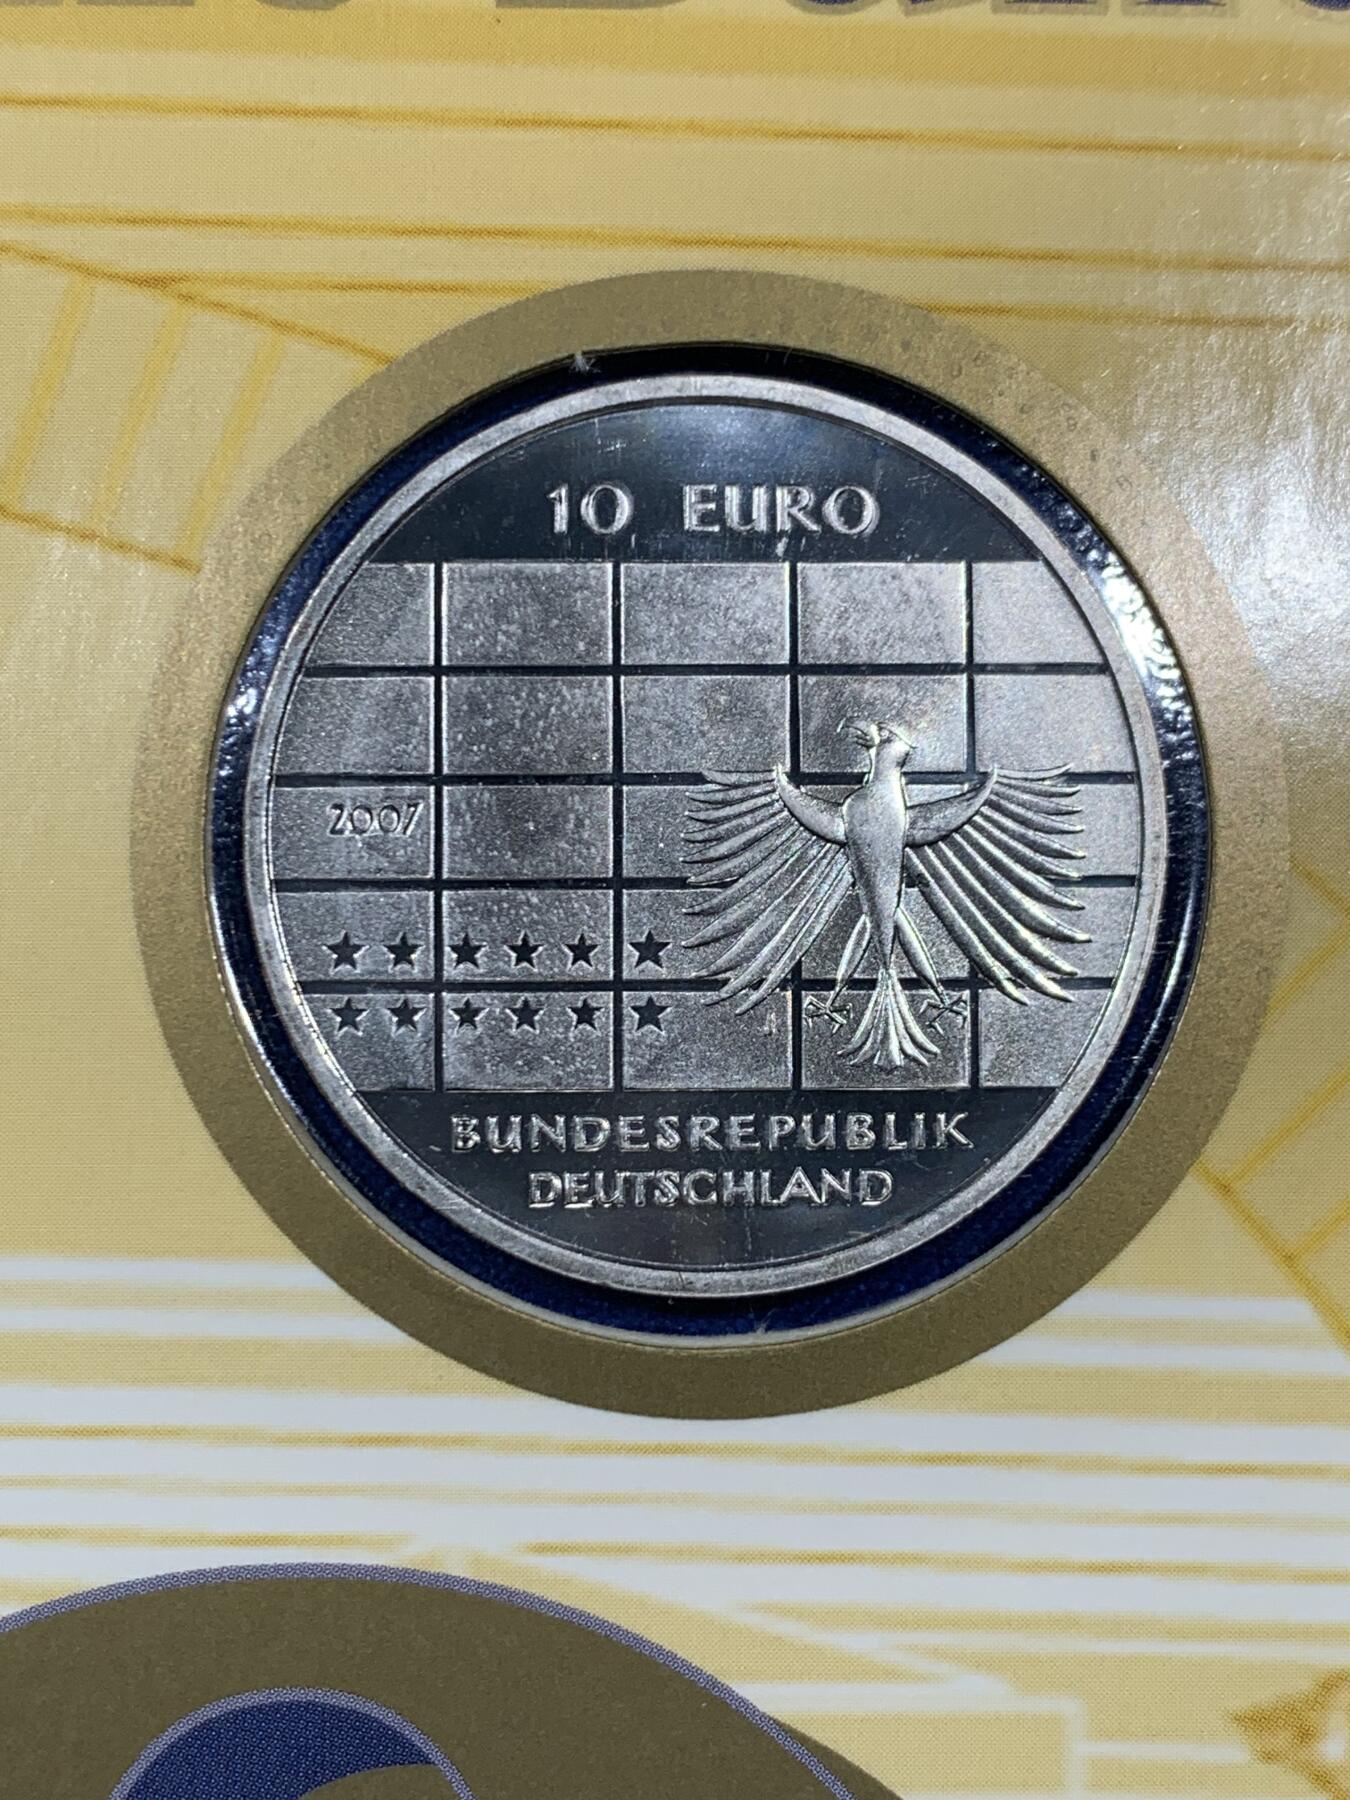 10 EURO
2007
BUNDESREPUBLIK
DEUTSCHLAND